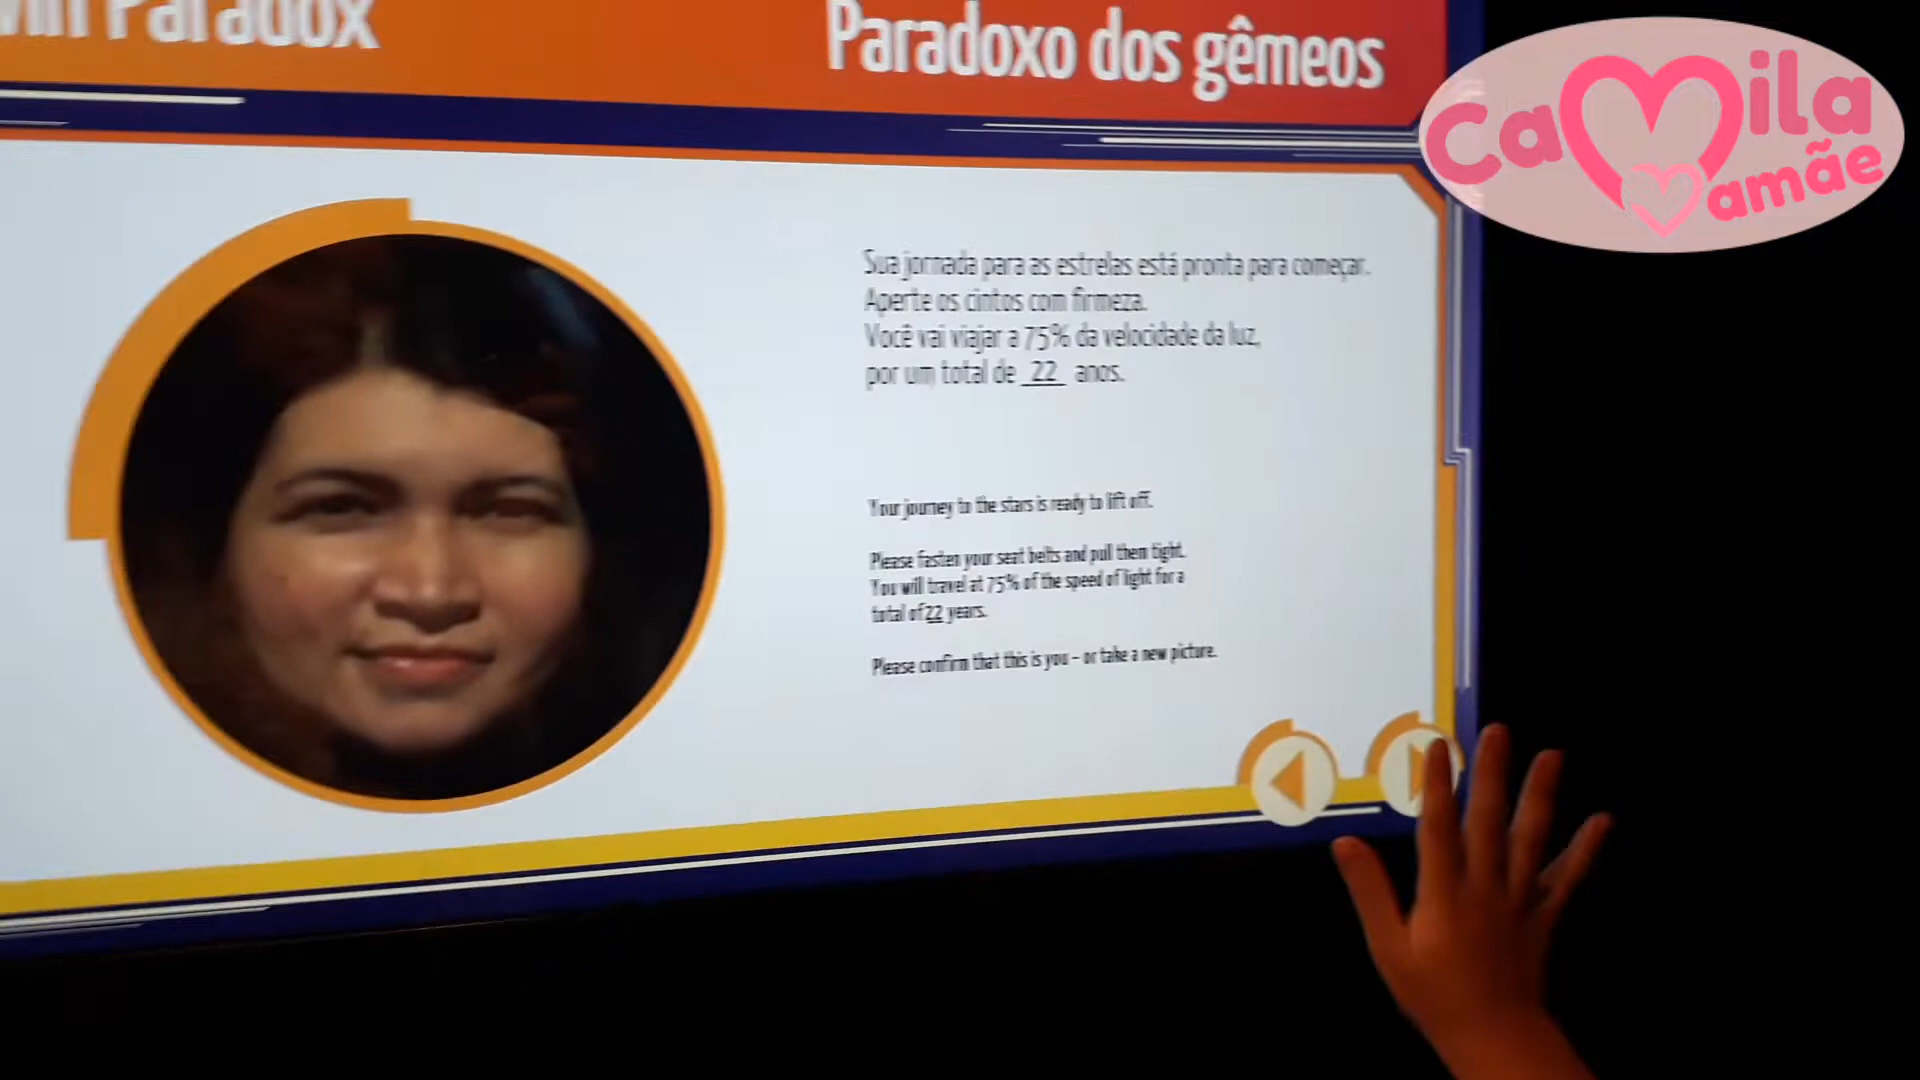 Paradox
Paradoxo dos gêmeos
Camila
mamãe
Sua jornada para as estrelas está pronta para começar.
Aperte os cintos com firmeza.
Você vai viajar a 75% da velocidade da luz,
por um total de 22 anos.
Your journey to the stars is ready to lift off.
Please fasten your seat belts and pull them tight.
You will travel at 75% of the speed of light for a
total of 22 years.
Please confirm that this is you – or take a new picture.